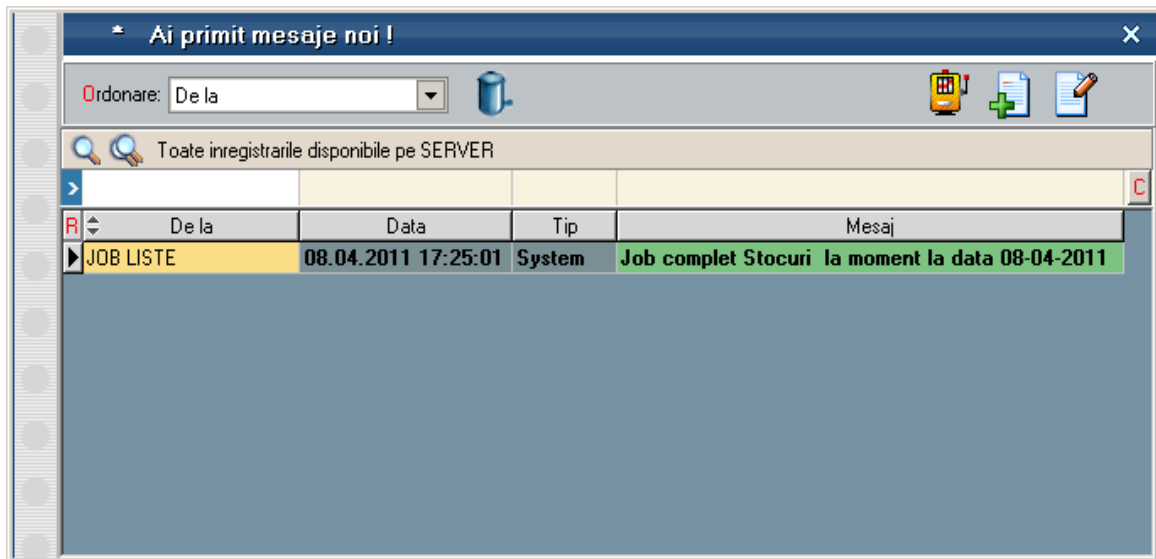 * Ai primit mesaje noi !
Ordonare: De la
Toate inregistrarile disponibile pe SERVER
C
R De la Data Tip Mesaj
JOB LISTE 08.04.2011 17:25:01 System Job complet Stocuri la moment la data 08-04-2011